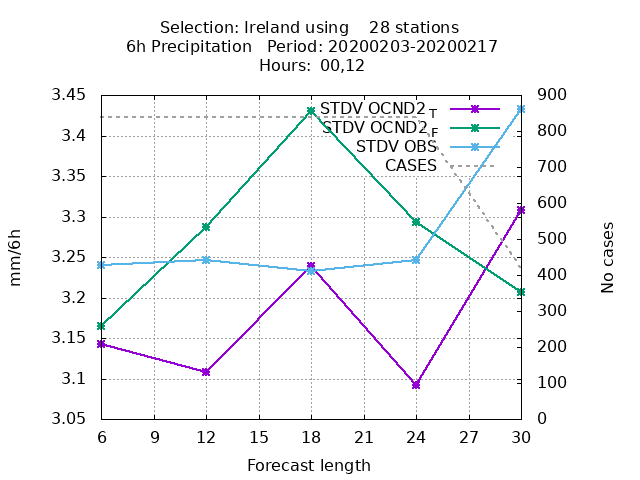 Selection: Ireland using    28 stations
6h Precipitation   Period: 20200203-20200217
Hours:  00,12
STDV OCND2 T
STDV OCND2 F
STDV OBS
CASES
3.45
3.4
3.35
3.3
3.25
3.2
3.15
3.1
3.05
900
800
700
600
500
400
300
200
100
0
mm/6h
No cases
6 9 12 15 18 21 24 27 30
Forecast length